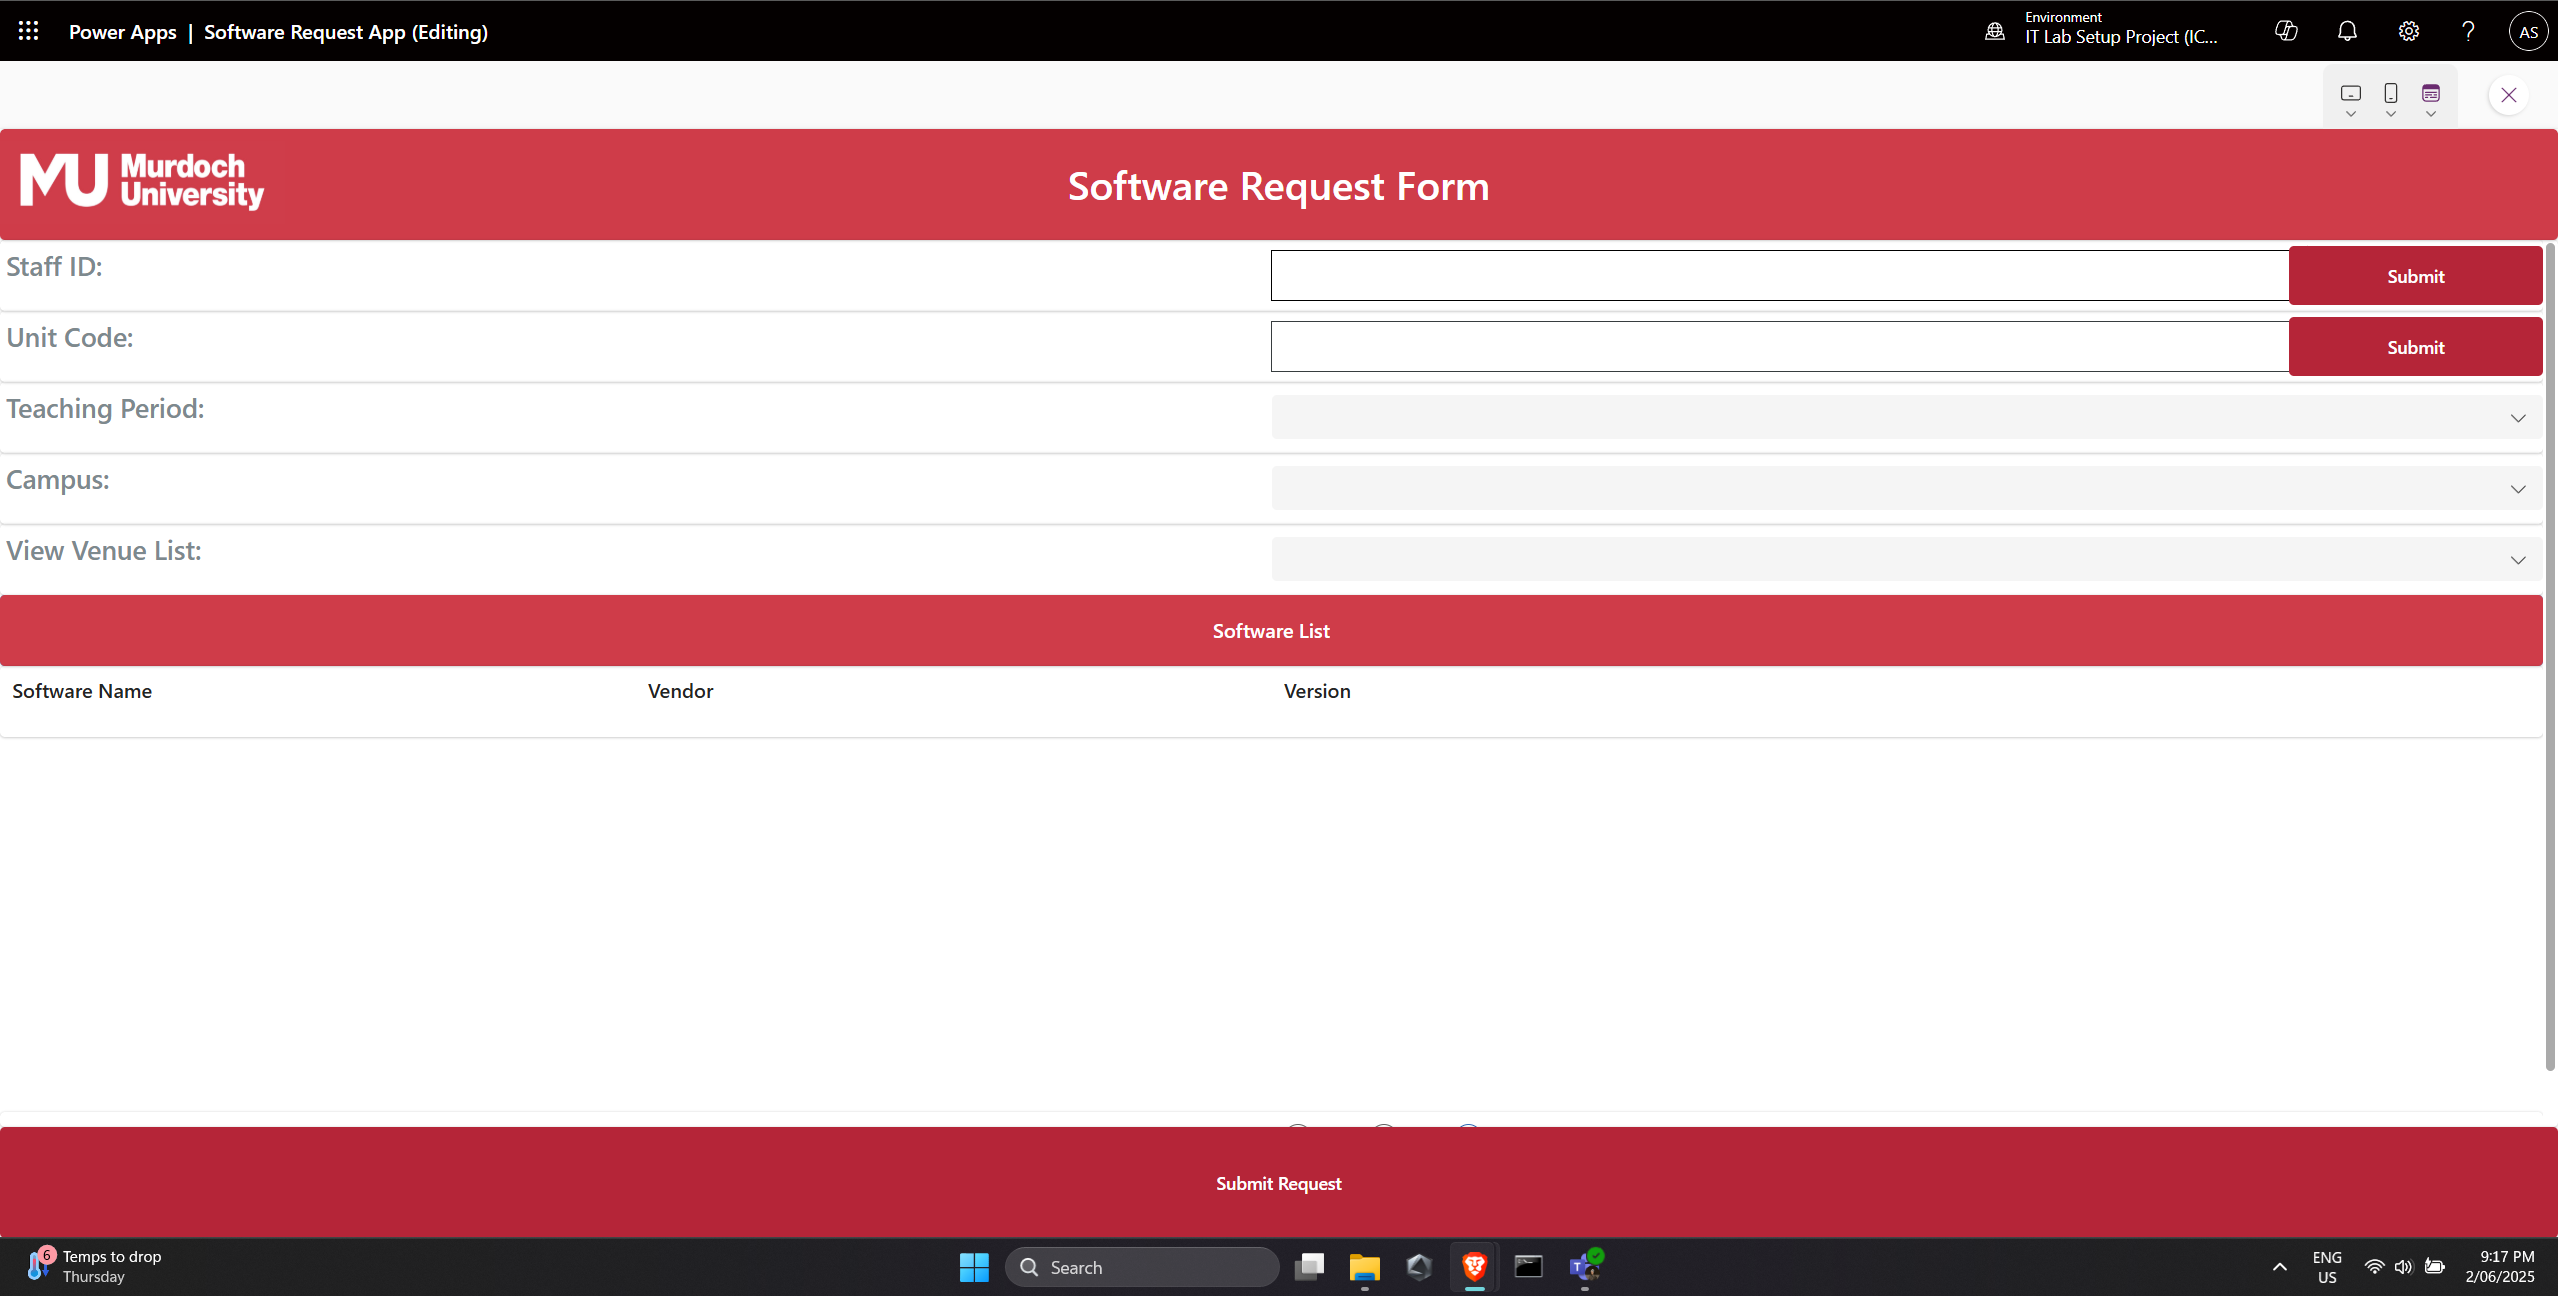 Power Apps | Software Request App (Editing)
Environment
IT Lab Setup Project (IC...
AS
MU Murdoch University
Software Request Form
Staff ID:
Submit
Unit Code:
Submit
Teaching Period:
Campus:
View Venue List:
Software List
Software Name Vendor Version
Submit Request
6
Temps to drop
Thursday
Search
T
ENG
US
9:17 PM
2/06/2025